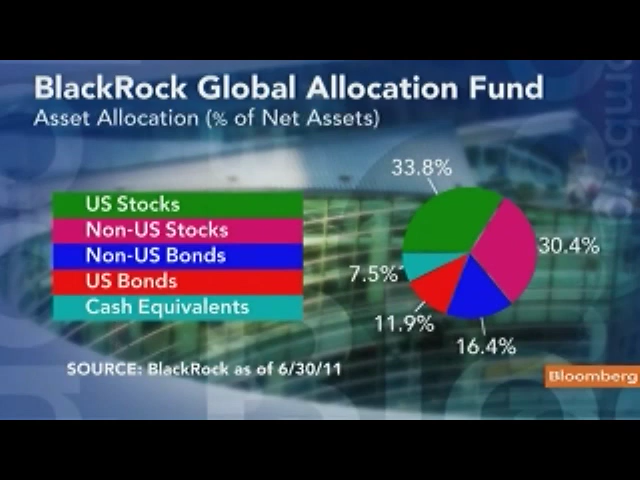 BlackRock Global Allocation Fund
Asset Allocation (% of Net Assets)
US Stocks
Non-US Stocks
Non-US Bonds
US Bonds
Cash Equivalents
33.8%
30.4%
7.5%
11.9%
16.4%
SOURCE: BlackRock as of 6/30/11
Bloomberg